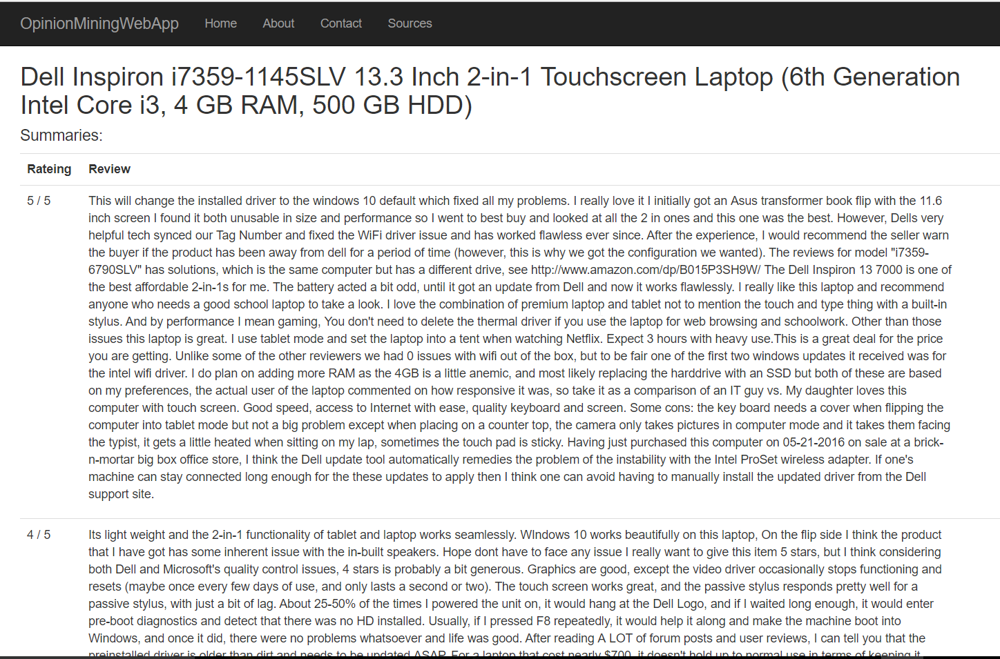 OpinionMiningWebApp Home About Contact Sources
Dell Inspiron i7359-1145SLV 13.3 Inch 2-in-1 Touchscreen Laptop (6th Generation
Intel Core i3, 4 GB RAM, 500 GB HDD)
Summaries:
Rateing Review
5 / 5 This will change the installed driver to the windows 10 default which fixed all my problems. I really love it I initially got an Asus transformer book flip with the 11.6
inch screen I found it both unusable in size and performance so I went to best buy and looked at all the 2 in ones and this one was the best. However, Dells very
helpful tech synced our Tag Number and fixed the WiFi driver issue and has worked flawless ever since. After the experience, I would recommend the seller warn
the buyer if the product has been away from dell for a period of time (however, this is why we got the configuration we wanted). The reviews for model "i7359-
6790SLV" has solutions, which is the same computer but has a different drive, see http://www.amazon.com/dp/B015P3SH9W/ The Dell Inspiron 13 7000 is one of
the best affordable 2-in-1s for me. The battery acted a bit odd, until it got an update from Dell and now it works flawlessly. I really like this laptop and recommend
anyone who needs a good school laptop to take a look. I love the combination of premium laptop and tablet not to mention the touch and type thing with a built-in
stylus. And by performance I mean gaming, You don't need to delete the thermal driver if you use the laptop for web browsing and schoolwork. Other than those
issues this laptop is great. I use tablet mode and set the laptop into a tent when watching Netflix. Expect 3 hours with heavy use.This is a great deal for the price
you are getting. Unlike some of the other reviewers we had 0 issues with wifi out of the box, but to be fair one of the first two windows updates it received was for
the intel wifi driver. I do plan on adding more RAM as the 4GB is a little anemic, and most likely replacing the harddrive with an SSD but both of these are based
on my preferences, the actual user of the laptop commented on how responsive it was, so take it as a comparison of an IT guy vs. My daughter loves this
computer with touch screen. Good speed, access to Internet with ease, quality keyboard and screen. Some cons: the key board needs a cover when flipping the
computer into tablet mode but not a big problem except when placing on a counter top, the camera only takes pictures in computer mode and it takes them facing
the typist, it gets a little heated when sitting on my lap, sometimes the touch pad is sticky. Having just purchased this computer on 05-21-2016 on sale at a brick-
n-mortar big box office store, I think the Dell update tool automatically remedies the problem of the instability with the Intel ProSet wireless adapter. If one's
machine can stay connected long enough for the these updates to apply then I think one can avoid having to manually install the updated driver from the Dell
support site.
4 / 5 Its light weight and the 2-in-1 functionality of tablet and laptop works seamlessly. WIndows 10 works beautifully on this laptop, On the flip side I think the product
that I have got has some inherent issue with the in-built speakers. Hope dont have to face any issue I really want to give this item 5 stars, but I think considering
both Dell and Microsoft's quality control issues, 4 stars is probably a bit generous. Graphics are good, except the video driver occasionally stops functioning and
resets (maybe once every few days of use, and only lasts a second or two). The touch screen works great, and the passive stylus responds pretty well for a
passive stylus, with just a bit of lag. About 25-50% of the times I powered the unit on, it would hang at the Dell Logo, and if I waited long enough, it would enter
pre-boot diagnostics and detect that there was no HD installed. Usually, if I pressed F8 repeatedly, it would help it along and make the machine boot into
Windows, and once it did, there were no problems whatsoever and life was good. After reading A LOT of forum posts and user reviews, I can tell you that the
preinstalled driver is older than dirt and needs to be updated ASAP. For a laptop that cost nearly $700, it doesn't hold up to normal use in terms of keeping it